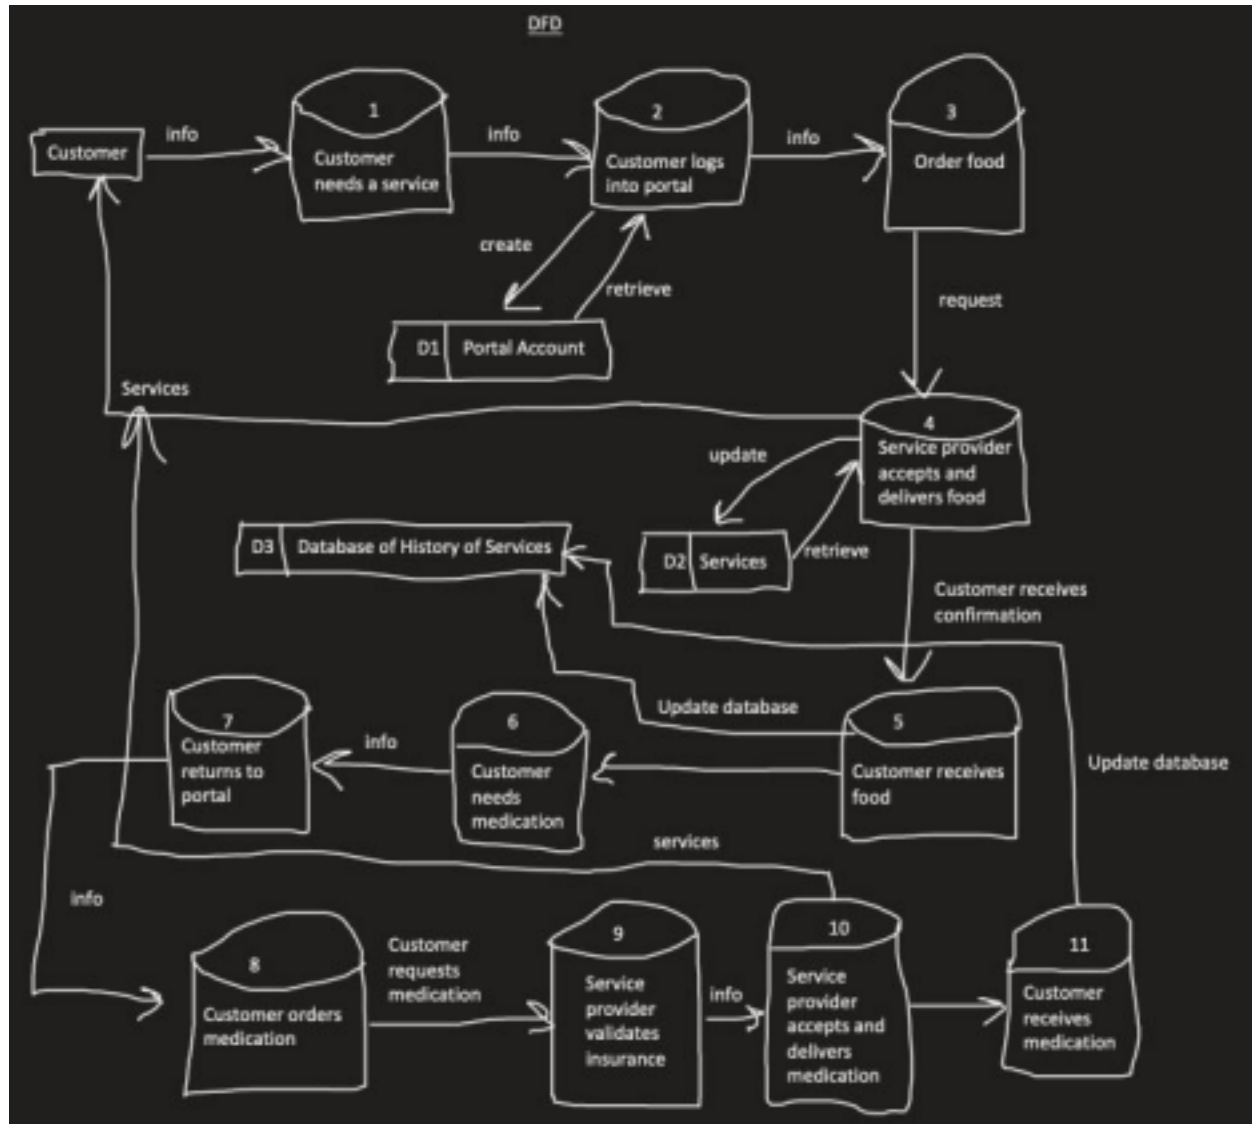 DFD
Customer
info
1
Customer
needs a service
info
2
Customer logs
into portal
info
3
Order food
create
retrieve
D1
Portal Account
request
Services
4
Service provider
accepts and
delivers food
update
retrieve
D2
Services
D3
Database of History of Services
Customer receives
confirmation
5
Customer receives
food
Update database
Update database
6
Customer
needs
medication
info
7
Customer
returns to
portal
services
info
8
Customer orders
medication
Customer
requests
medication
9
Service
provider
validates
insurance
info
10
Service
provider
accepts and
delivers
medication
11
Customer
receives
medication